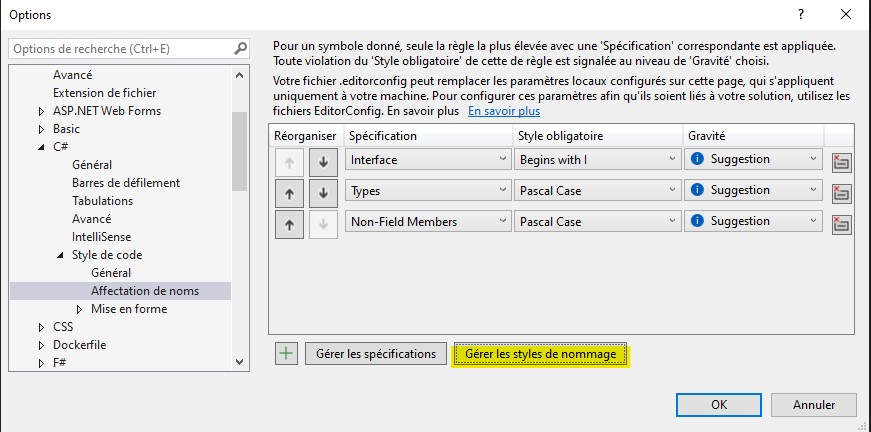 Options
Options de recherche (Ctrl+E)
Avancé
Extension de fichier
ASP.NET Web Forms
Basic
C#
Général
Barres de défilement
Tabulations
Avancé
IntelliSense
Style de code
Général
Affectation de noms
Mise en forme
CSS
Dockerfile
F#
Pour un symbole donné, seule la règle la plus élevée avec une 'Spécification' correspondante est appliquée.
Toute violation du 'Style obligatoire' de cette de règle est signalée au niveau de 'Gravité' choisi.
Votre fichier .editorconfig peut remplacer les paramètres locaux configurés sur cette page, qui s'appliquent
uniquement à votre machine. Pour configurer ces paramètres afin qu'ils soient liés à votre solution, utilisez les
fichiers EditorConfig. En savoir plus En savoir plus
Réorganiser Spécification Style obligatoire Gravité
Interface Begins with I Suggestion
Types Pascal Case Suggestion
Non-Field Members Pascal Case Suggestion
Gérer les spécifications Gérer les styles de nommage
OK Annuler